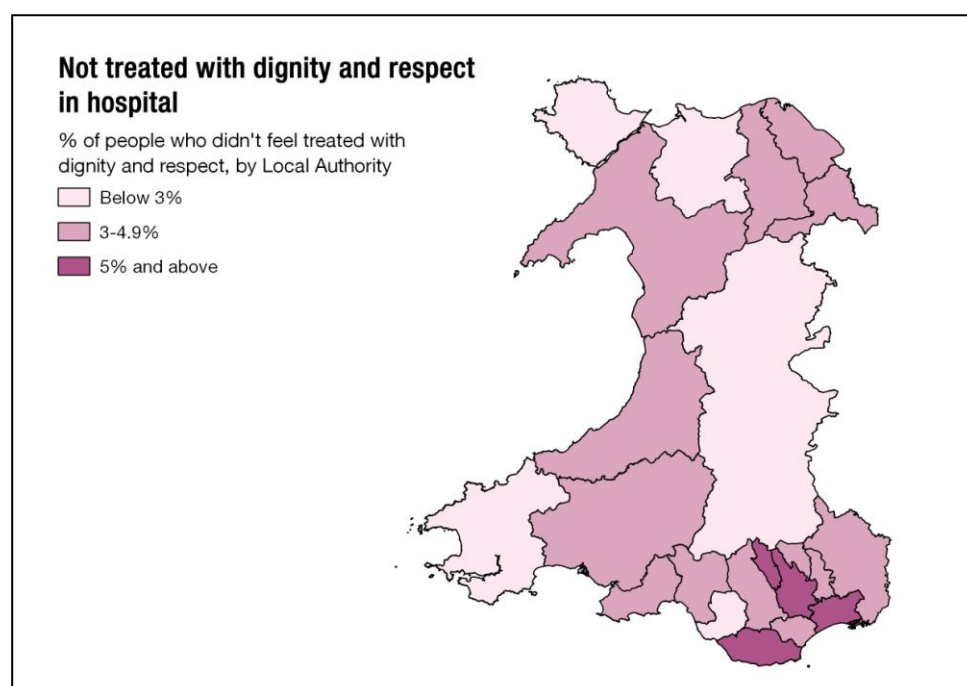 Not treated with dignity and respect
in hospital
% of people who didn't feel treated with
dignity and respect, by Local Authority
Below 3%
3-4.9%
5% and above